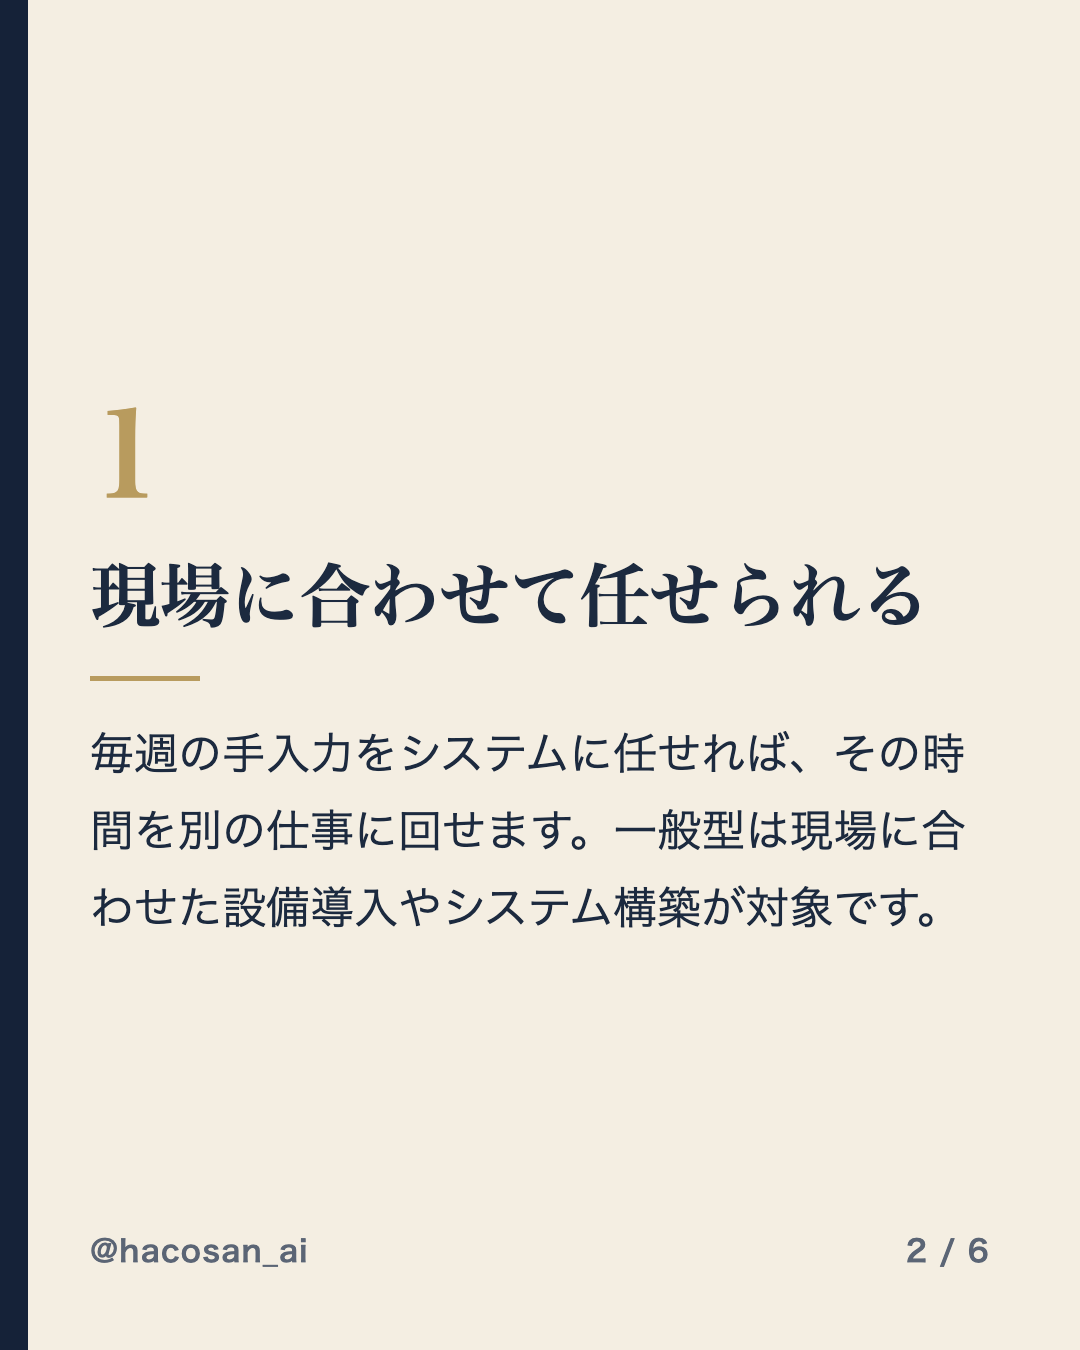 1
現場に合わせて任せられる
毎週の手入力をシステムに任せれば、その時
間を別の仕事に回せます。一般型は現場に合
わせた設備導入やシステム構築が対象です。
@hacosan_ai
2 / 6